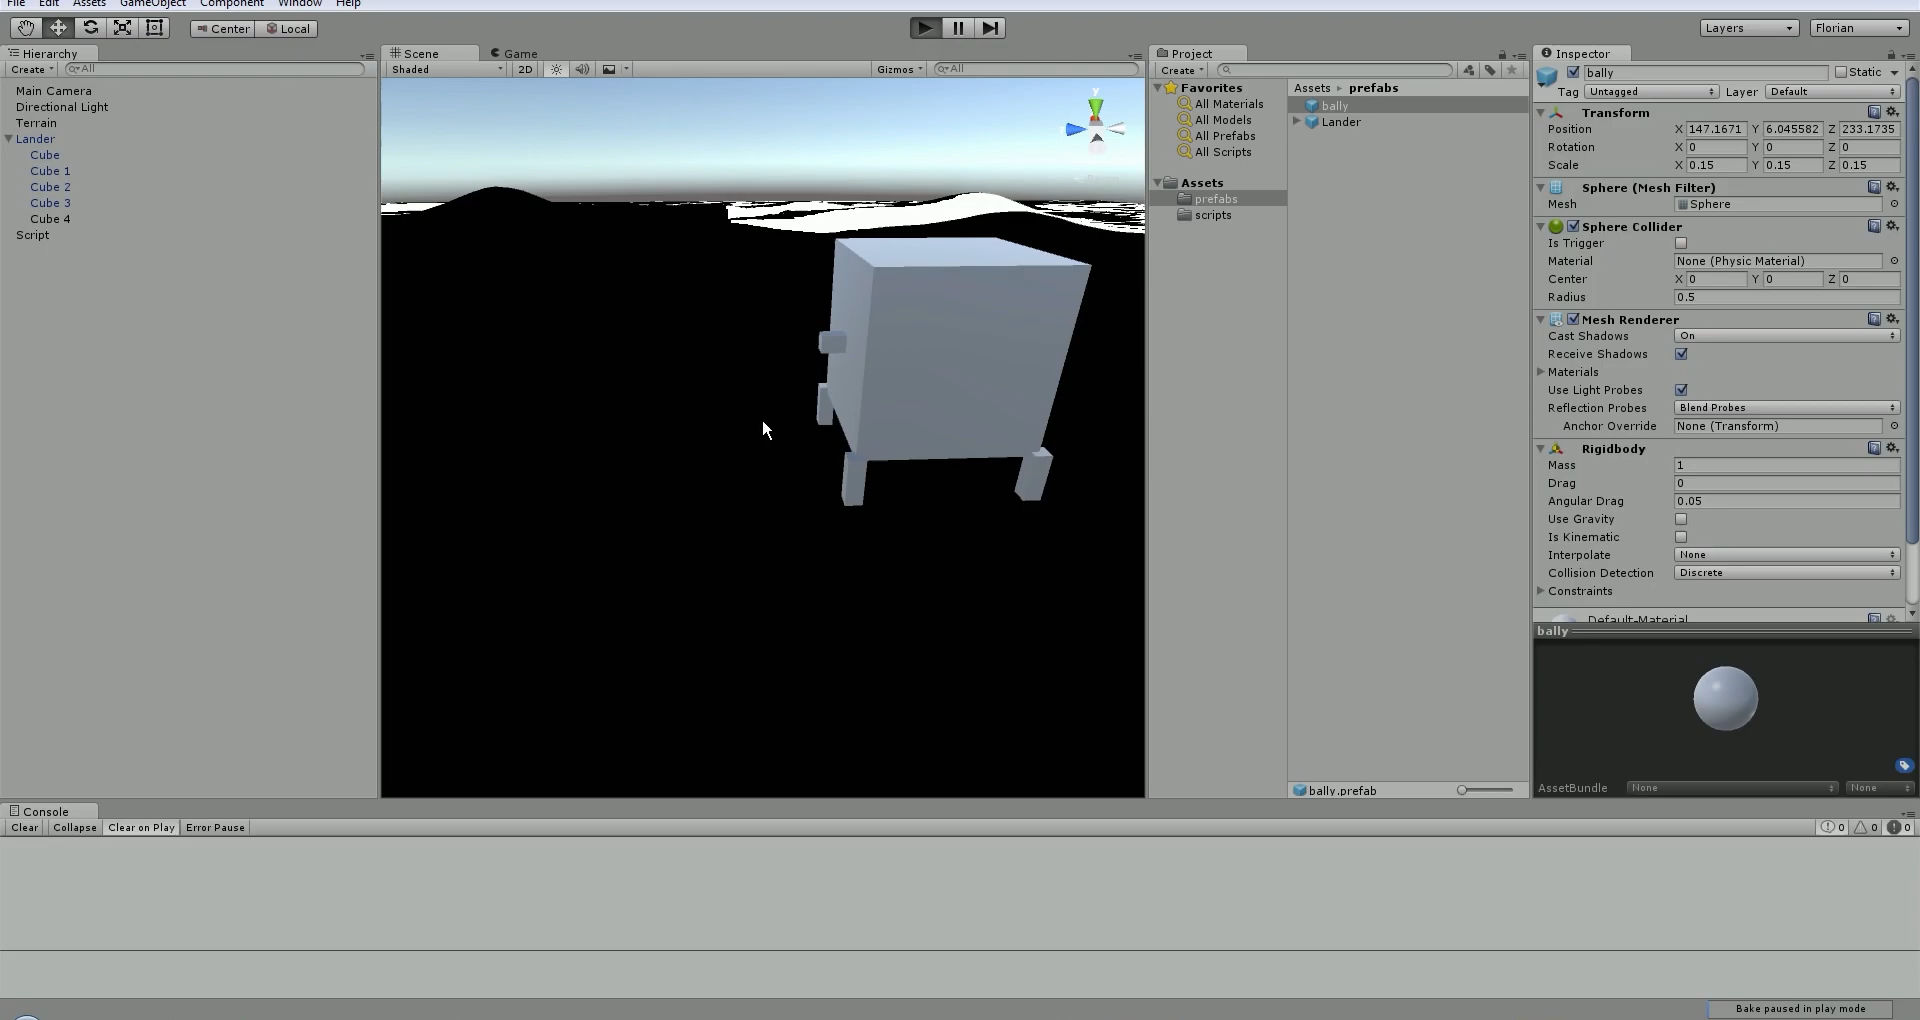 File Edit Assets GameObject Component Window Help
Center Local
Layers
Florian
Hierarchy
Create All
Main Camera
Directional Light
Terrain
Lander
Cube
Cube 1
Cube 2
Cube 3
Cube 4
Script
Scene Game
Shaded 2D Gizmos All
y
Project
Create
Favorites
All Materials
All Models
All Prefabs
All Scripts
Assets
prefabs
scripts
Assets prefabs
bally
Lander
bally.prefab
Inspector
bally Static
Tag Untagged Layer Default
Transform
Position X 147.1671 Y 6.045582 Z 233.1735
Rotation X 0 Y 0 Z 0
Scale X 0.15 Y 0.15 Z 0.15
Sphere (Mesh Filter)
Mesh Sphere
Sphere Collider
Is Trigger
Material None (Physic Material)
Center X 0 Y 0 Z 0
Radius 0.5
Mesh Renderer
Cast Shadows On
Receive Shadows
Materials
Use Light Probes
Reflection Probes Blend Probes
Anchor Override None (Transform)
Rigidbody
Mass 1
Drag 0
Angular Drag 0.05
Use Gravity
Is Kinematic
Interpolate None
Collision Detection Discrete
Constraints
Default-Material
bally
AssetBundle None None
Console
Clear Collapse Clear on Play Error Pause 0 0 0
Bake paused in play mode